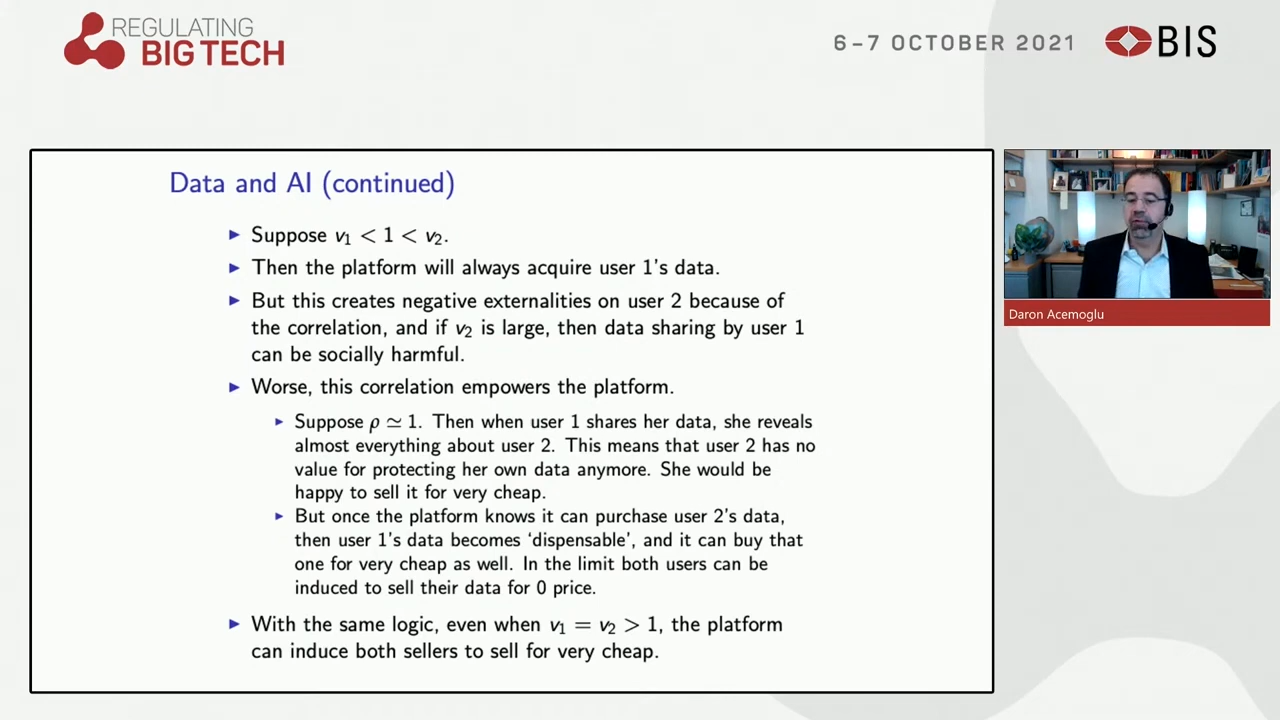 REGULATING
BIG TECH
6–7 OCTOBER 2021
BIS
Data and AI (continued)
Suppose v₁ < 1 < v₂.
Then the platform will always acquire user 1's data.
But this creates negative externalities on user 2 because of
the correlation, and if v₂ is large, then data sharing by user 1
can be socially harmful.
Worse, this correlation empowers the platform.
Suppose ρ ≃ 1. Then when user 1 shares her data, she reveals
almost everything about user 2. This means that user 2 has no
value for protecting her own data anymore. She would be
happy to sell it for very cheap.
But once the platform knows it can purchase user 2's data,
then user 1's data becomes 'dispensable', and it can buy that
one for very cheap as well. In the limit both users can be
induced to sell their data for 0 price.
With the same logic, even when v₁ = v₂ > 1, the platform
can induce both sellers to sell for very cheap.
Daron Acemoglu